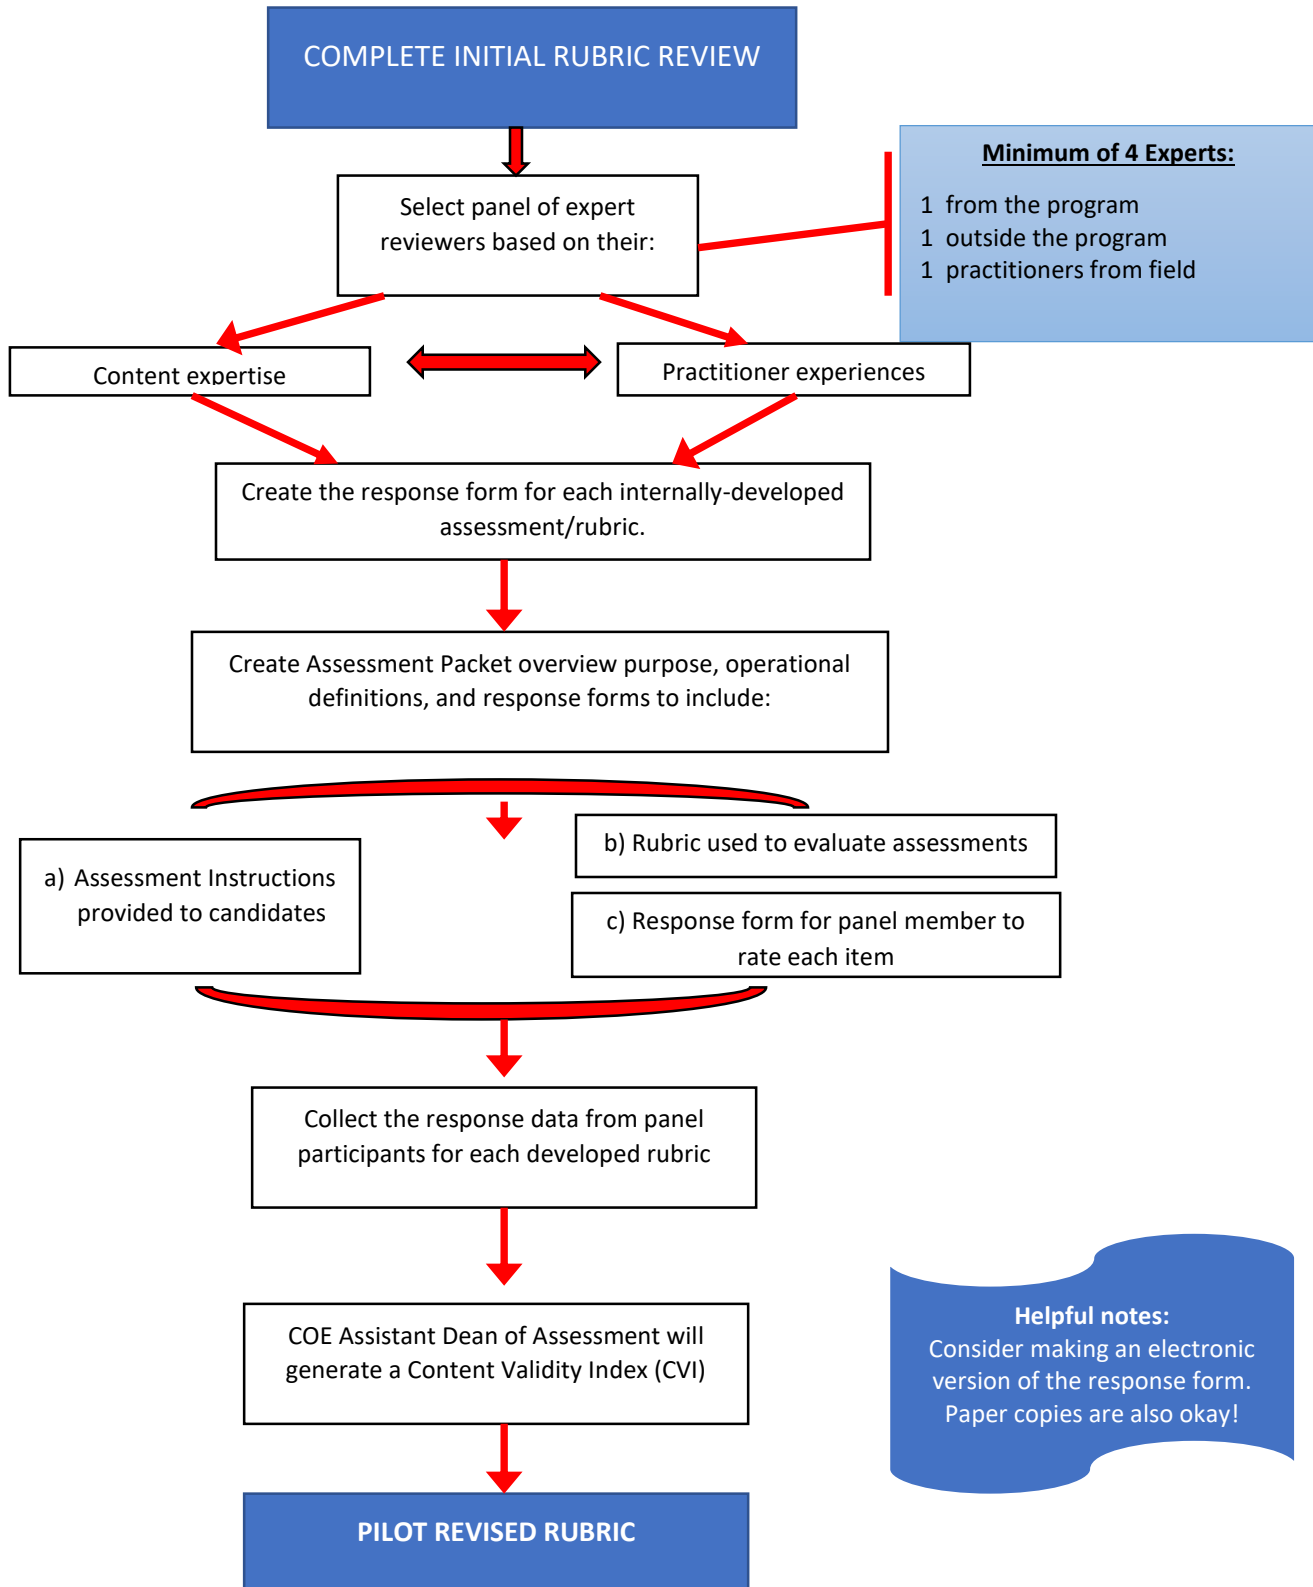 COMPLETE INITIAL RUBRIC REVIEW
Select panel of expert
reviewers based on their:
Minimum of 4 Experts:
1 from the program
1 outside the program
1 practitioners from field
Content expertise
Practitioner experiences
Create the response form for each internally-developed
assessment/rubric.
Create Assessment Packet overview purpose, operational
definitions, and response forms to include:
a) Assessment Instructions
provided to candidates
b) Rubric used to evaluate assessments
c) Response form for panel member to
rate each item
Collect the response data from panel
participants for each developed rubric
COE Assistant Dean of Assessment will
generate a Content Validity Index (CVI)
Helpful notes:
Consider making an electronic
version of the response form.
Paper copies are also okay!
PILOT REVISED RUBRIC